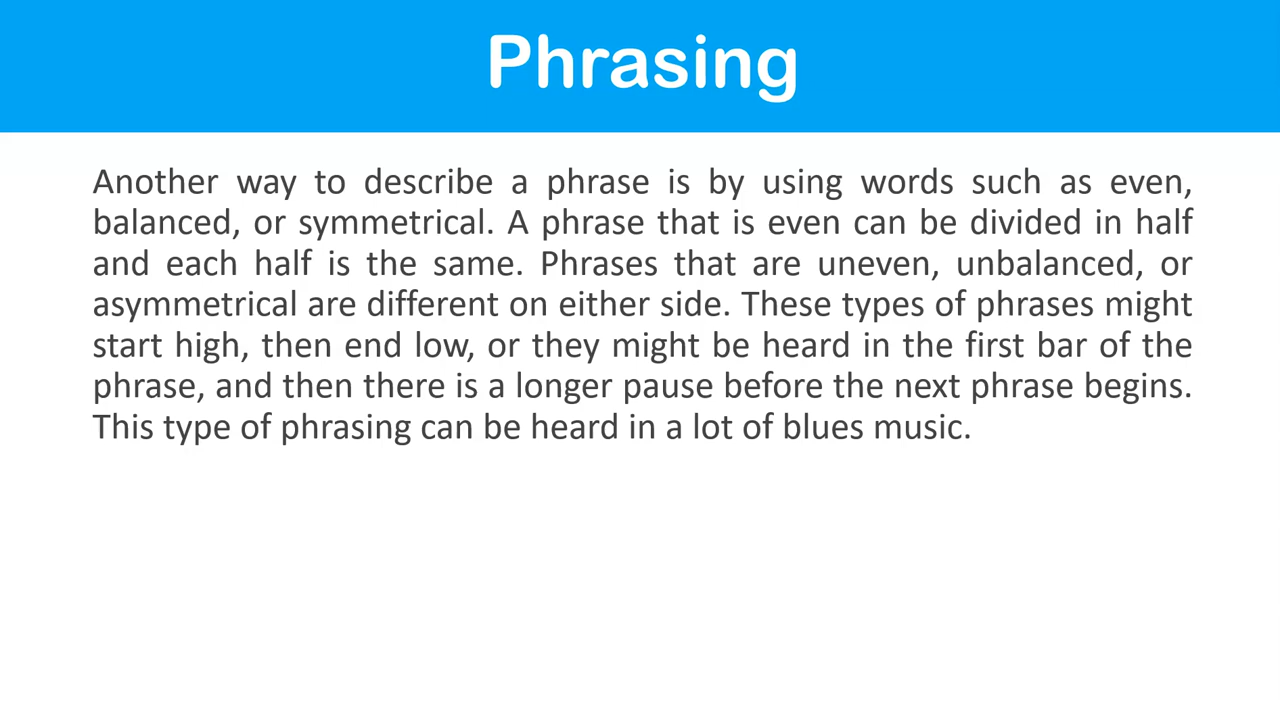 Phrasing
Another way to describe a phrase is by using words such as even,
balanced, or symmetrical. A phrase that is even can be divided in half
and each half is the same. Phrases that are uneven, unbalanced, or
asymmetrical are different on either side. These types of phrases might
start high, then end low, or they might be heard in the first bar of the
phrase, and then there is a longer pause before the next phrase begins.
This type of phrasing can be heard in a lot of blues music.